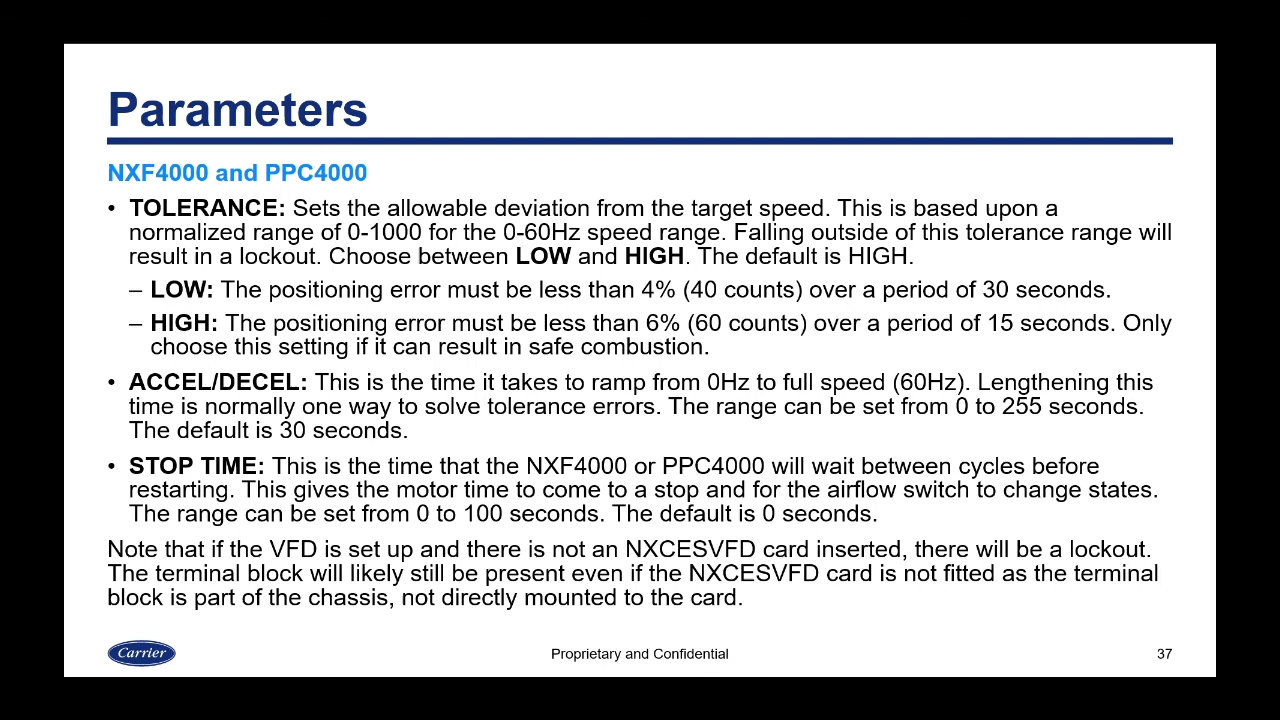 Parameters
NXF4000 and PPC4000
• TOLERANCE: Sets the allowable deviation from the target speed. This is based upon a
normalized range of 0-1000 for the 0-60Hz speed range. Falling outside of this tolerance range will
result in a lockout. Choose between LOW and HIGH. The default is HIGH.
– LOW: The positioning error must be less than 4% (40 counts) over a period of 30 seconds.
– HIGH: The positioning error must be less than 6% (60 counts) over a period of 15 seconds. Only
choose this setting if it can result in safe combustion.
• ACCEL/DECEL: This is the time it takes to ramp from 0Hz to full speed (60Hz). Lengthening this
time is normally one way to solve tolerance errors. The range can be set from 0 to 255 seconds.
The default is 30 seconds.
• STOP TIME: This is the time that the NXF4000 or PPC4000 will wait between cycles before
restarting. This gives the motor time to come to a stop and for the airflow switch to change states.
The range can be set from 0 to 100 seconds. The default is 0 seconds.
Note that if the VFD is set up and there is not an NXCESVFD card inserted, there will be a lockout.
The terminal block will likely still be present even if the NXCESVFD card is not fitted as the terminal
block is part of the chassis, not directly mounted to the card.
Carrier
Proprietary and Confidential
37